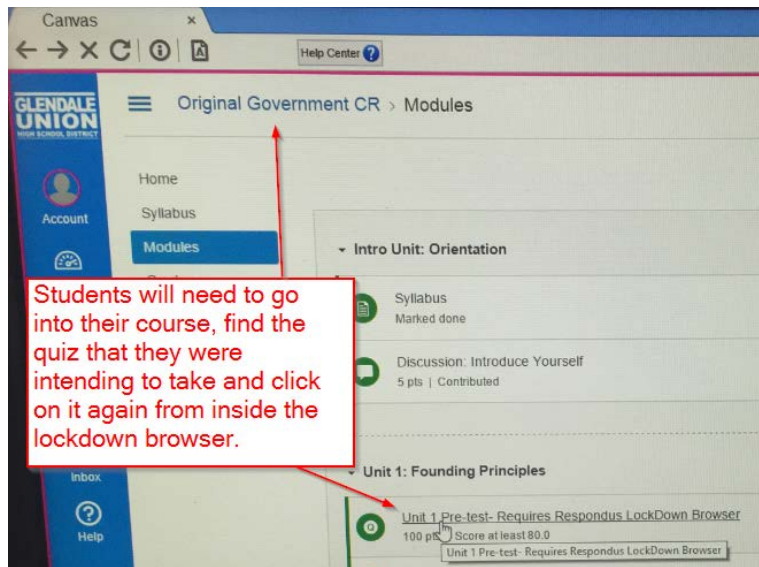 Canvas
Help Center
GLENDALE
UNION
HIGH SCHOOL DISTRICT
Original Government CR > Modules
Account
Home
Syllabus
Modules
Students will need to go
into their course, find the
quiz that they were
intending to take and click
on it again from inside the
lockdown browser.
Inbox
Help
Intro Unit: Orientation
Syllabus
Marked done
Discussion: Introduce Yourself
5 pts | Contributed
Unit 1: Founding Principles
Unit 1 Pre-test- Requires Respondus LockDown Browser
100 pts Score at least 80.0
Unit 1 Pre-test- Requires Respondus LockDown Browser